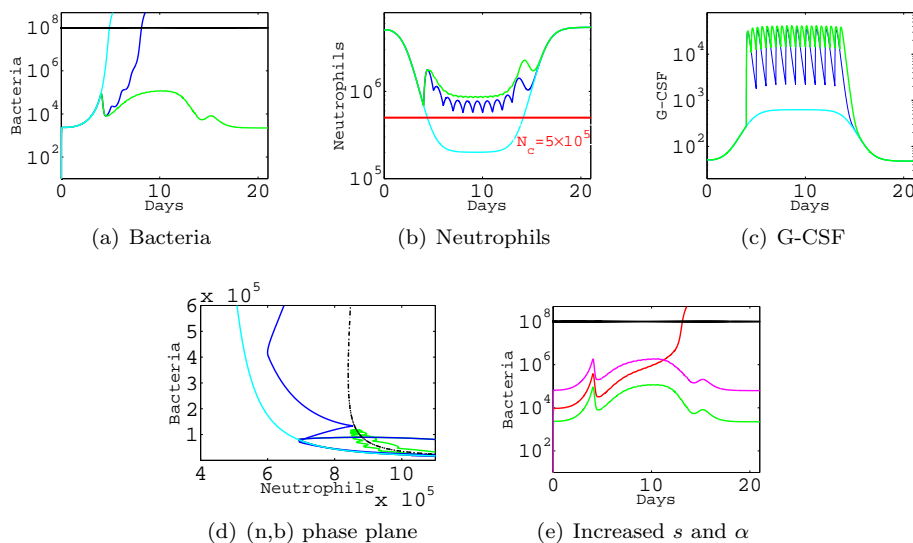 10^8
10^6
10^4
10^2
Bacteria
0
10
20
Days
(a) Bacteria
10^6
10^5
Neutrophils
N_c=5×10^5
0
10
20
Days
(b) Neutrophils
10^4
10^3
10^2
G-CSF
0
10
20
Days
(c) G-CSF
x 10^5
6
5
4
3
2
1
Bacteria
4
6
8
10
Neutrophils
x 10^5
(d) (n,b) phase plane
10^8
10^6
10^4
10^2
Bacteria
0
10
20
Days
(e) Increased s and α